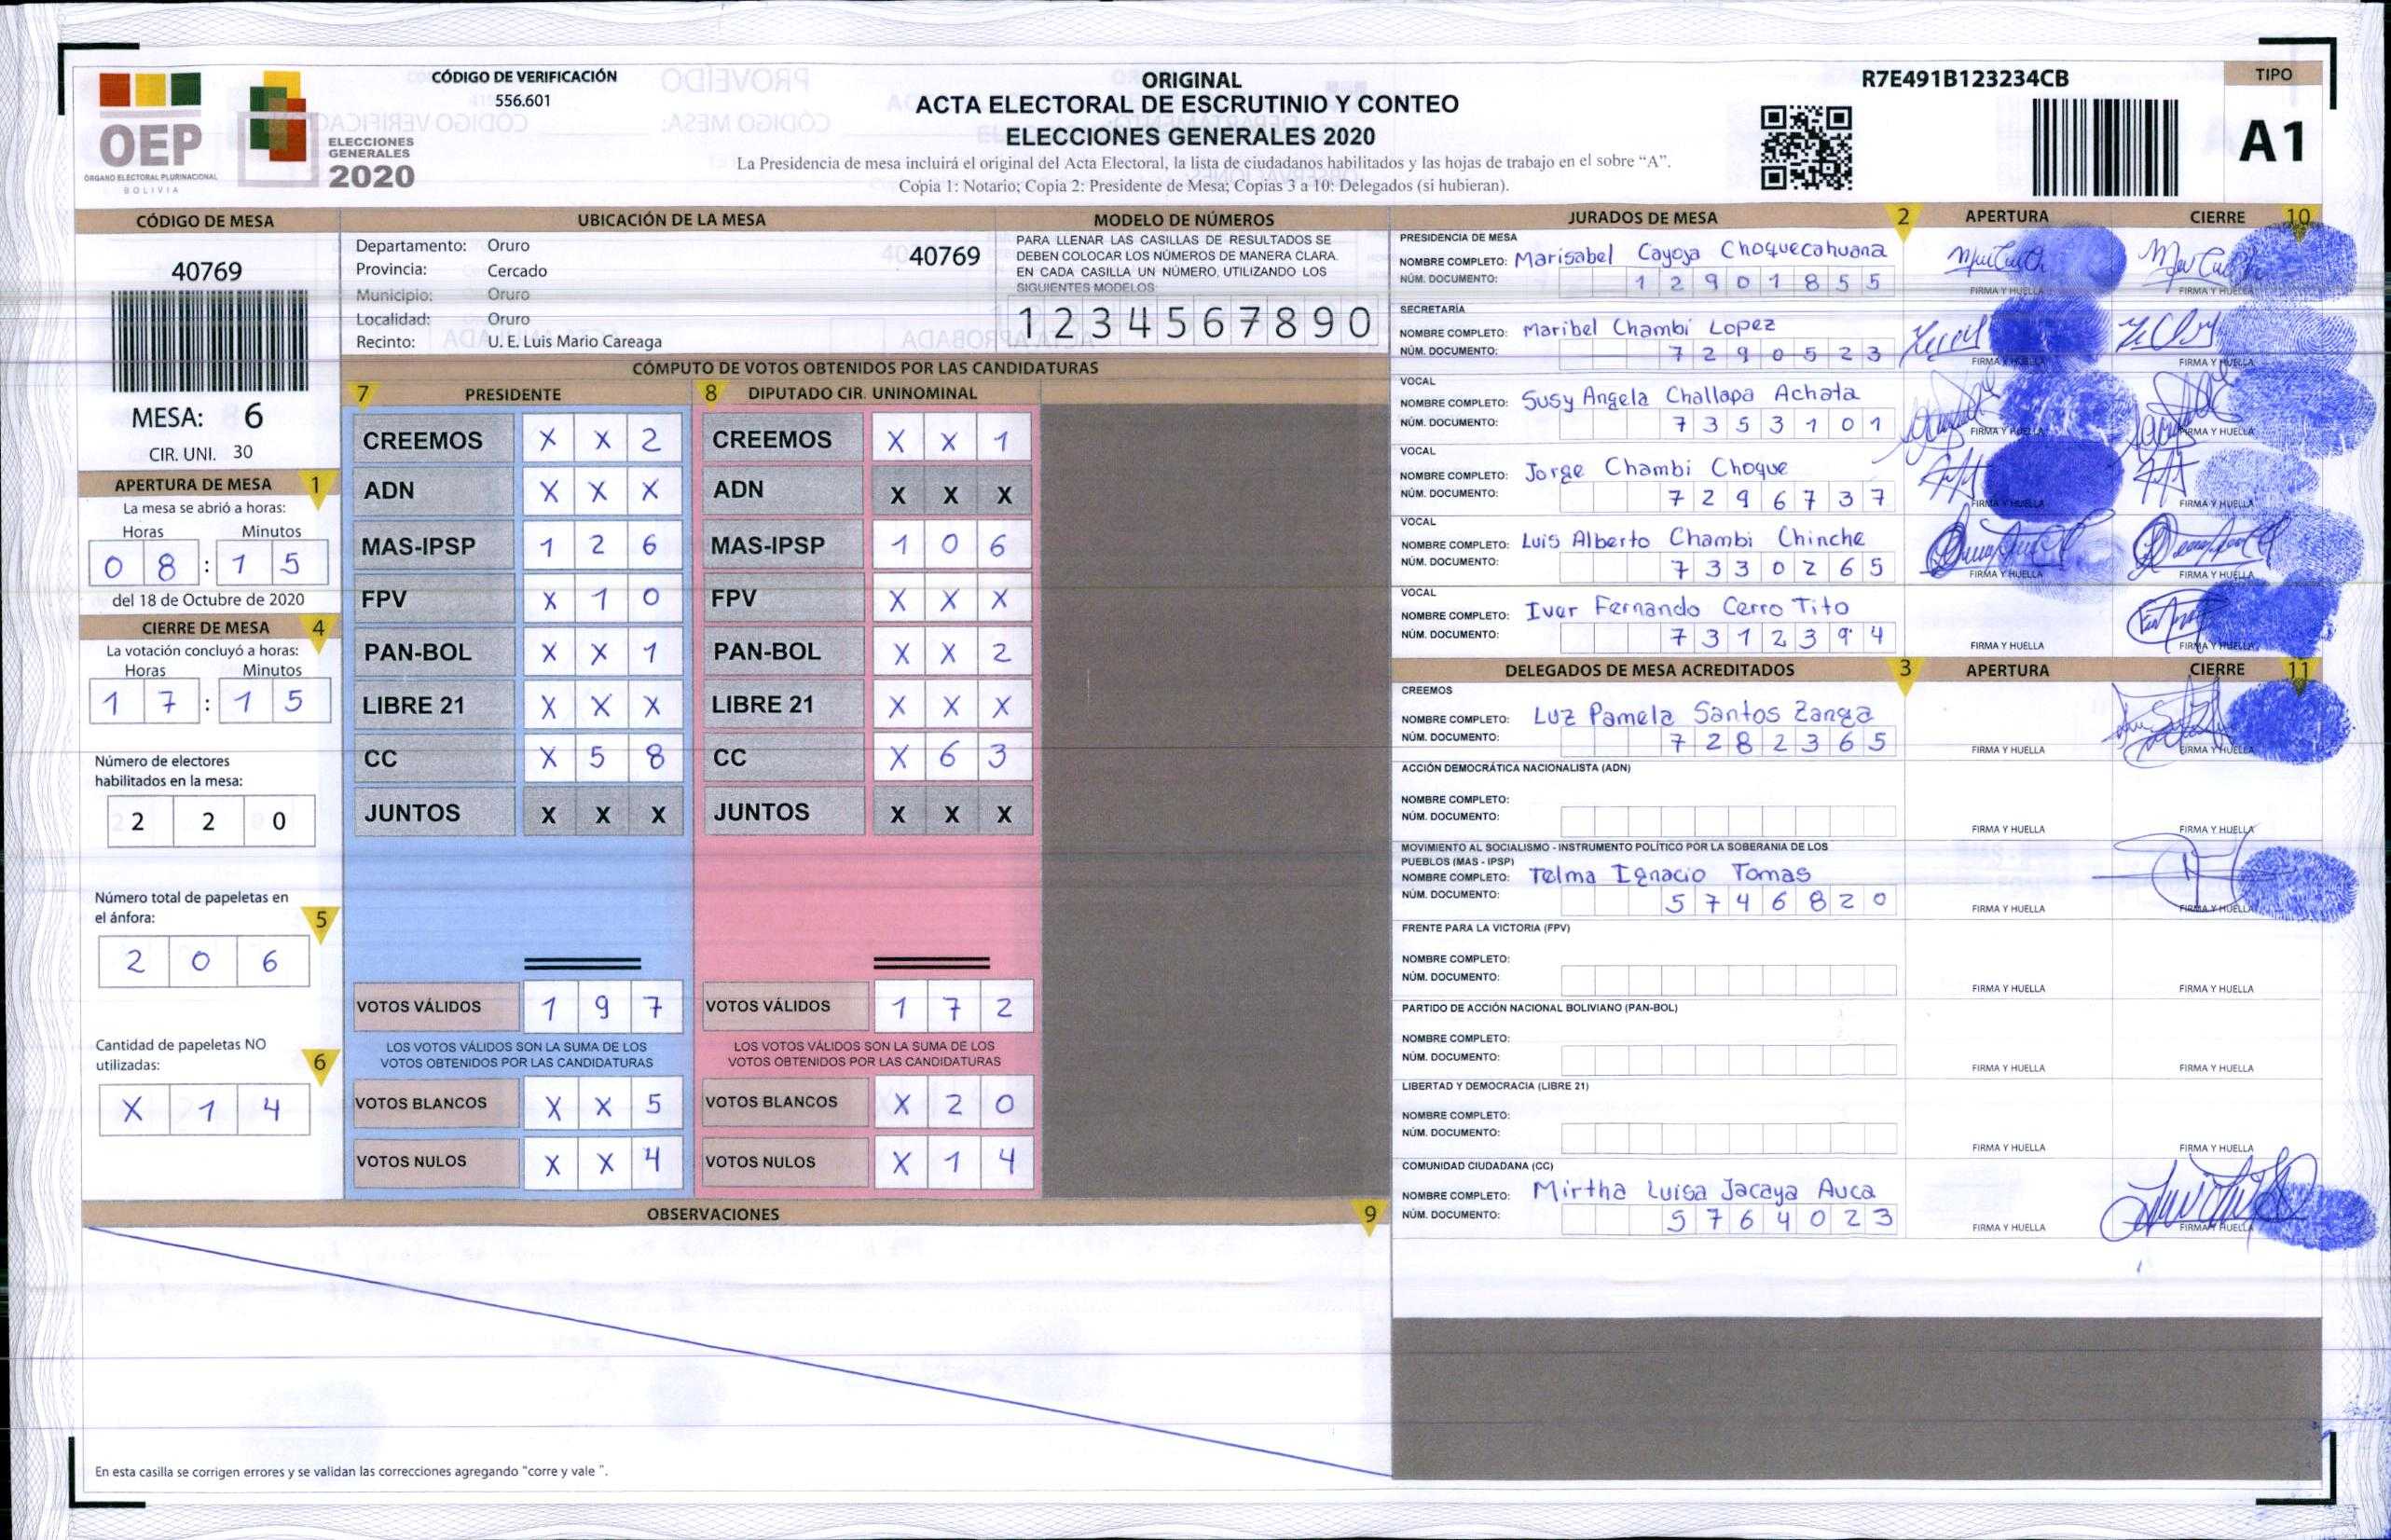 OEP
ÓRGANO ELECTORAL PLURINACIONAL
BOLIVIA
ELECCIONES
GENERALES
2020
CÓDIGO DE VERIFICACIÓN
556.601
ORIGINAL
ACTA ELECTORAL DE ESCRUTINIO Y CONTEO
ELECCIONES GENERALES 2020
La Presidencia de mesa incluirá el original del Acta Electoral, la lista de ciudadanos habilitados y las hojas de trabajo en el sobre “A”.
Copia 1: Notario; Copia 2: Presidente de Mesa; Copias 3 a 10: Delegados (si hubieran).
R7E491B123234CB
TIPO
A1
CÓDIGO DE MESA
40769
MESA: 6
CIR. UNI. 30
APERTURA DE MESA 1
La mesa se abrió a horas:
Horas Minutos
0 8 : 1 5
del 18 de Octubre de 2020
CIERRE DE MESA 4
La votación concluyó a horas:
Horas Minutos
1 7 : 1 5
Número de electores
habilitados en la mesa:
2 2 0
Número total de papeletas en
el ánfora: 5
2 0 6
Cantidad de papeletas NO
utilizadas: 6
X 1 4
UBICACIÓN DE LA MESA
Departamento: Oruro
40769
Provincia: Cercado
Municipio: Oruro
Localidad: Oruro
Recinto: U. E. Luis Mario Careaga
MODELO DE NÚMEROS
PARA LLENAR LAS CASILLAS DE RESULTADOS SE
DEBEN COLOCAR LOS NÚMEROS DE MANERA CLARA.
EN CADA CASILLA UN NÚMERO, UTILIZANDO LOS
SIGUIENTES MODELOS
1 2 3 4 5 6 7 8 9 0
CÓMPUTO DE VOTOS OBTENIDOS POR LAS CANDIDATURAS
7 PRESIDENTE
CREEMOS X X 2
ADN X X X
MAS-IPSP 1 2 6
FPV X 1 0
PAN-BOL X X 1
LIBRE 21 X X X
CC X 5 8
JUNTOS X X X
VOTOS VÁLIDOS 1 9 7
LOS VOTOS VÁLIDOS SON LA SUMA DE LOS
VOTOS OBTENIDOS POR LAS CANDIDATURAS
VOTOS BLANCOS X X 5
VOTOS NULOS X X 4
8 DIPUTADO CIR. UNINOMINAL
CREEMOS X X 1
ADN X X X
MAS-IPSP 1 0 6
FPV X X X
PAN-BOL X X 2
LIBRE 21 X X X
CC X 6 3
JUNTOS X X X
VOTOS VÁLIDOS 1 7 2
LOS VOTOS VÁLIDOS SON LA SUMA DE LOS
VOTOS OBTENIDOS POR LAS CANDIDATURAS
VOTOS BLANCOS X 2 0
VOTOS NULOS X 1 4
OBSERVACIONES 9
En esta casilla se corrigen errores y se validan las correcciones agregando “corre y vale ”.
JURADOS DE MESA 2 APERTURA CIERRE 10
PRESIDENCIA DE MESA
NOMBRE COMPLETO: Marisabel Cayoja Choquecahuana
NÚM. DOCUMENTO: 1 2 9 0 1 8 5 5
FIRMA Y HUELLA FIRMA Y HUELLA
SECRETARÍA
NOMBRE COMPLETO: Maribel Chambi Lopez
NÚM. DOCUMENTO: 7 2 9 0 5 2 3
FIRMA Y HUELLA FIRMA Y HUELLA
VOCAL
NOMBRE COMPLETO: Susy Angela Challapa Achata
NÚM. DOCUMENTO: 7 3 5 3 1 0 1
FIRMA Y HUELLA FIRMA Y HUELLA
VOCAL
NOMBRE COMPLETO: Jorge Chambi Choque
NÚM. DOCUMENTO: 7 2 9 6 7 3 7
FIRMA Y HUELLA FIRMA Y HUELLA
VOCAL
NOMBRE COMPLETO: Luis Alberto Chambi Chinche
NÚM. DOCUMENTO: 7 3 3 0 2 6 5
FIRMA Y HUELLA FIRMA Y HUELLA
VOCAL
NOMBRE COMPLETO: Iver Fernando Cerro Tito
NÚM. DOCUMENTO: 7 3 1 2 3 9 4
FIRMA Y HUELLA FIRMA Y HUELLA
DELEGADOS DE MESA ACREDITADOS 3 APERTURA CIERRE 11
CREEMOS
NOMBRE COMPLETO: Luz Pamela Santos Zanga
NÚM. DOCUMENTO: 7 2 8 2 3 6 5
FIRMA Y HUELLA FIRMA Y HUELLA
ACCIÓN DEMOCRÁTICA NACIONALISTA (ADN)
NOMBRE COMPLETO:
NÚM. DOCUMENTO:
FIRMA Y HUELLA FIRMA Y HUELLA
MOVIMIENTO AL SOCIALISMO - INSTRUMENTO POLÍTICO POR LA SOBERANIA DE LOS
PUEBLOS (MAS - IPSP)
NOMBRE COMPLETO: Telma Ignacio Tomas
NÚM. DOCUMENTO: 5 7 4 6 8 2 0
FIRMA Y HUELLA FIRMA Y HUELLA
FRENTE PARA LA VICTORIA (FPV)
NOMBRE COMPLETO:
NÚM. DOCUMENTO:
FIRMA Y HUELLA FIRMA Y HUELLA
PARTIDO DE ACCIÓN NACIONAL BOLIVIANO (PAN-BOL)
NOMBRE COMPLETO:
NÚM. DOCUMENTO:
FIRMA Y HUELLA FIRMA Y HUELLA
LIBERTAD Y DEMOCRACIA (LIBRE 21)
NOMBRE COMPLETO:
NÚM. DOCUMENTO:
FIRMA Y HUELLA FIRMA Y HUELLA
COMUNIDAD CIUDADANA (CC)
NOMBRE COMPLETO: Mirtha Luisa Jacaya Auca
NÚM. DOCUMENTO: 5 7 6 4 0 2 3
FIRMA Y HUELLA FIRMA Y HUELLA